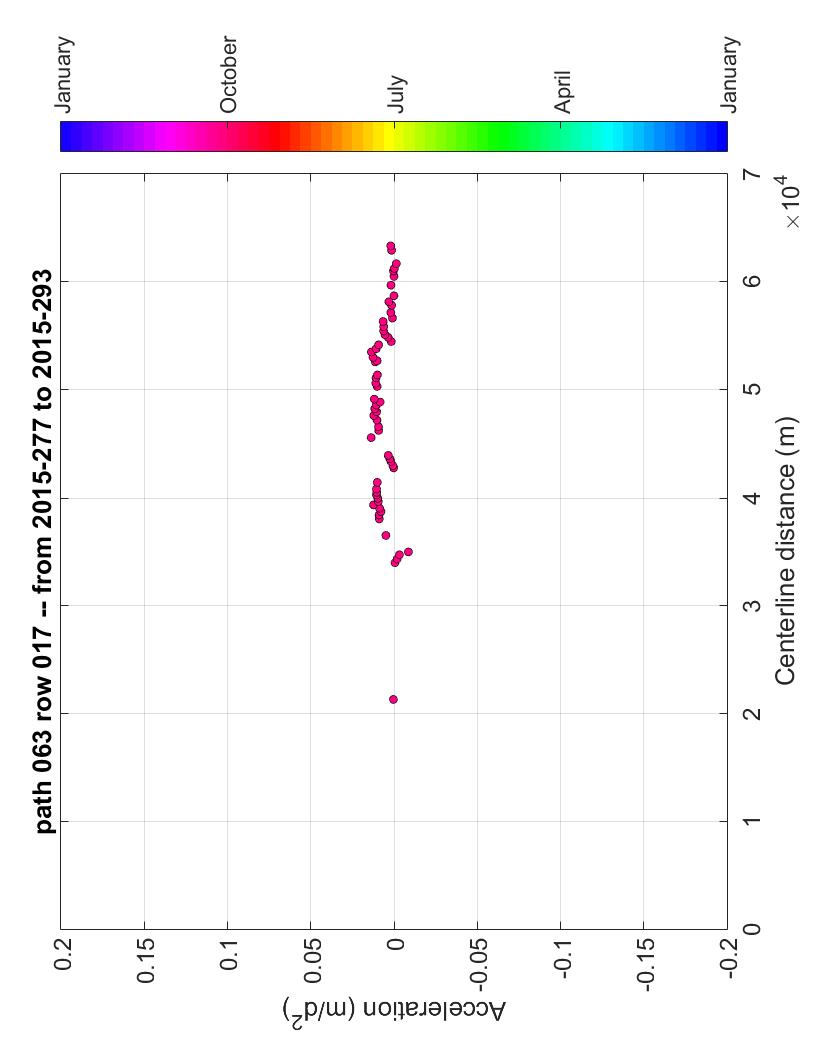 path 063 row 017 -- from 2015-277 to 2015-293
0.2
0.15
0.1
0.05
0
-0.05
-0.1
-0.15
-0.2
Acceleration (m/d²)
0 1 2 3 4 5 6 7
×10⁴
Centerline distance (m)
January
October
July
April
January